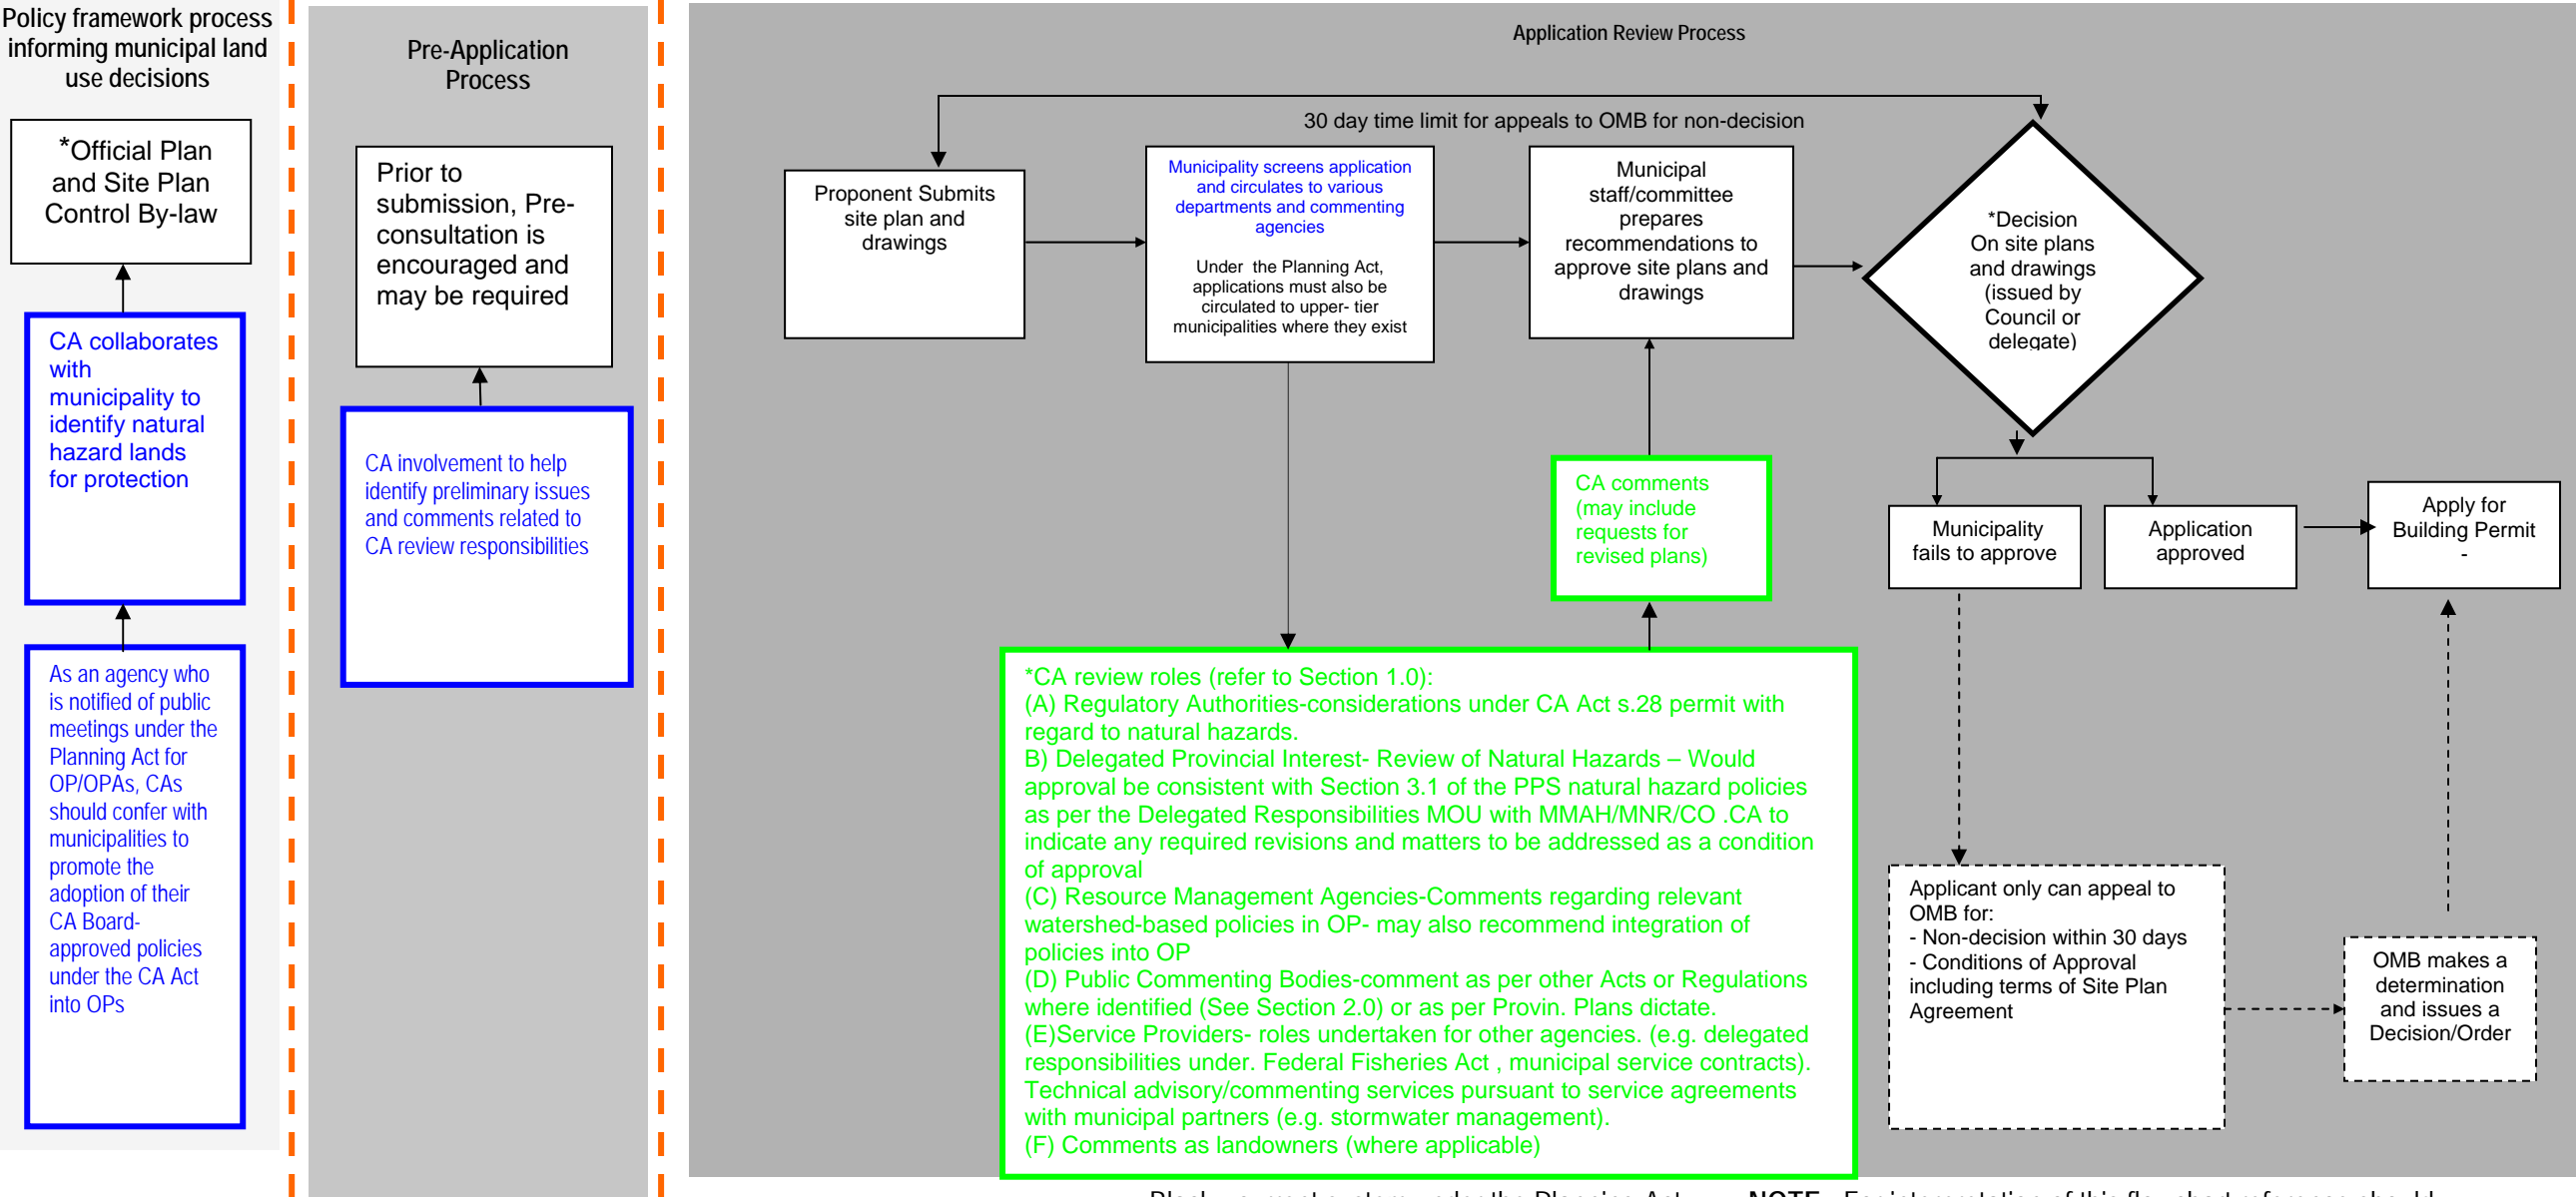 Policy framework process
informing municipal land
use decisions
*Official Plan
and Site Plan
Control By-law
CA collaborates
with
municipality to
identify natural
hazard lands
for protection
As an agency who
is notified of public
meetings under the
Planning Act for
OP/OPAs, CAs
should confer with
municipalities to
promote the
adoption of their
CA Board-
approved policies
under the CA Act
into OPs
Pre-Application
Process
Prior to
submission, Pre-
consultation is
encouraged and
may be required
CA involvement to help
identify preliminary issues
and comments related to
CA review responsibilities
Application Review Process
30 day time limit for appeals to OMB for non-decision
Proponent Submits
site plan and
drawings
Municipality screens application
and circulates to various
departments and commenting
agencies
Under the Planning Act,
applications must also be
circulated to upper- tier
municipalities where they exist
Municipal
staff/committee
prepares
recommendations to
approve site plans and
drawings
*Decision
On site plans
and drawings
(issued by
Council or
delegate)
CA comments
(may include
requests for
revised plans)
Municipality
fails to approve
Application
approved
Apply for
Building Permit
-
*CA review roles (refer to Section 1.0):
(A) Regulatory Authorities-considerations under CA Act s.28 permit with
regard to natural hazards.
B) Delegated Provincial Interest- Review of Natural Hazards – Would
approval be consistent with Section 3.1 of the PPS natural hazard policies
as per the Delegated Responsibilities MOU with MMAH/MNR/CO .CA to
indicate any required revisions and matters to be addressed as a condition
of approval
(C) Resource Management Agencies-Comments regarding relevant
watershed-based policies in OP- may also recommend integration of
policies into OP
(D) Public Commenting Bodies-comment as per other Acts or Regulations
where identified (See Section 2.0) or as per Provin. Plans dictate.
(E)Service Providers- roles undertaken for other agencies. (e.g. delegated
responsibilities under. Federal Fisheries Act , municipal service contracts).
Technical advisory/commenting services pursuant to service agreements
with municipal partners (e.g. stormwater management).
(F) Comments as landowners (where applicable)
Applicant only can appeal to
OMB for:
- Non-decision within 30 days
- Conditions of Approval
including terms of Site Plan
Agreement
OMB makes a
determination
and issues a
Decision/Order